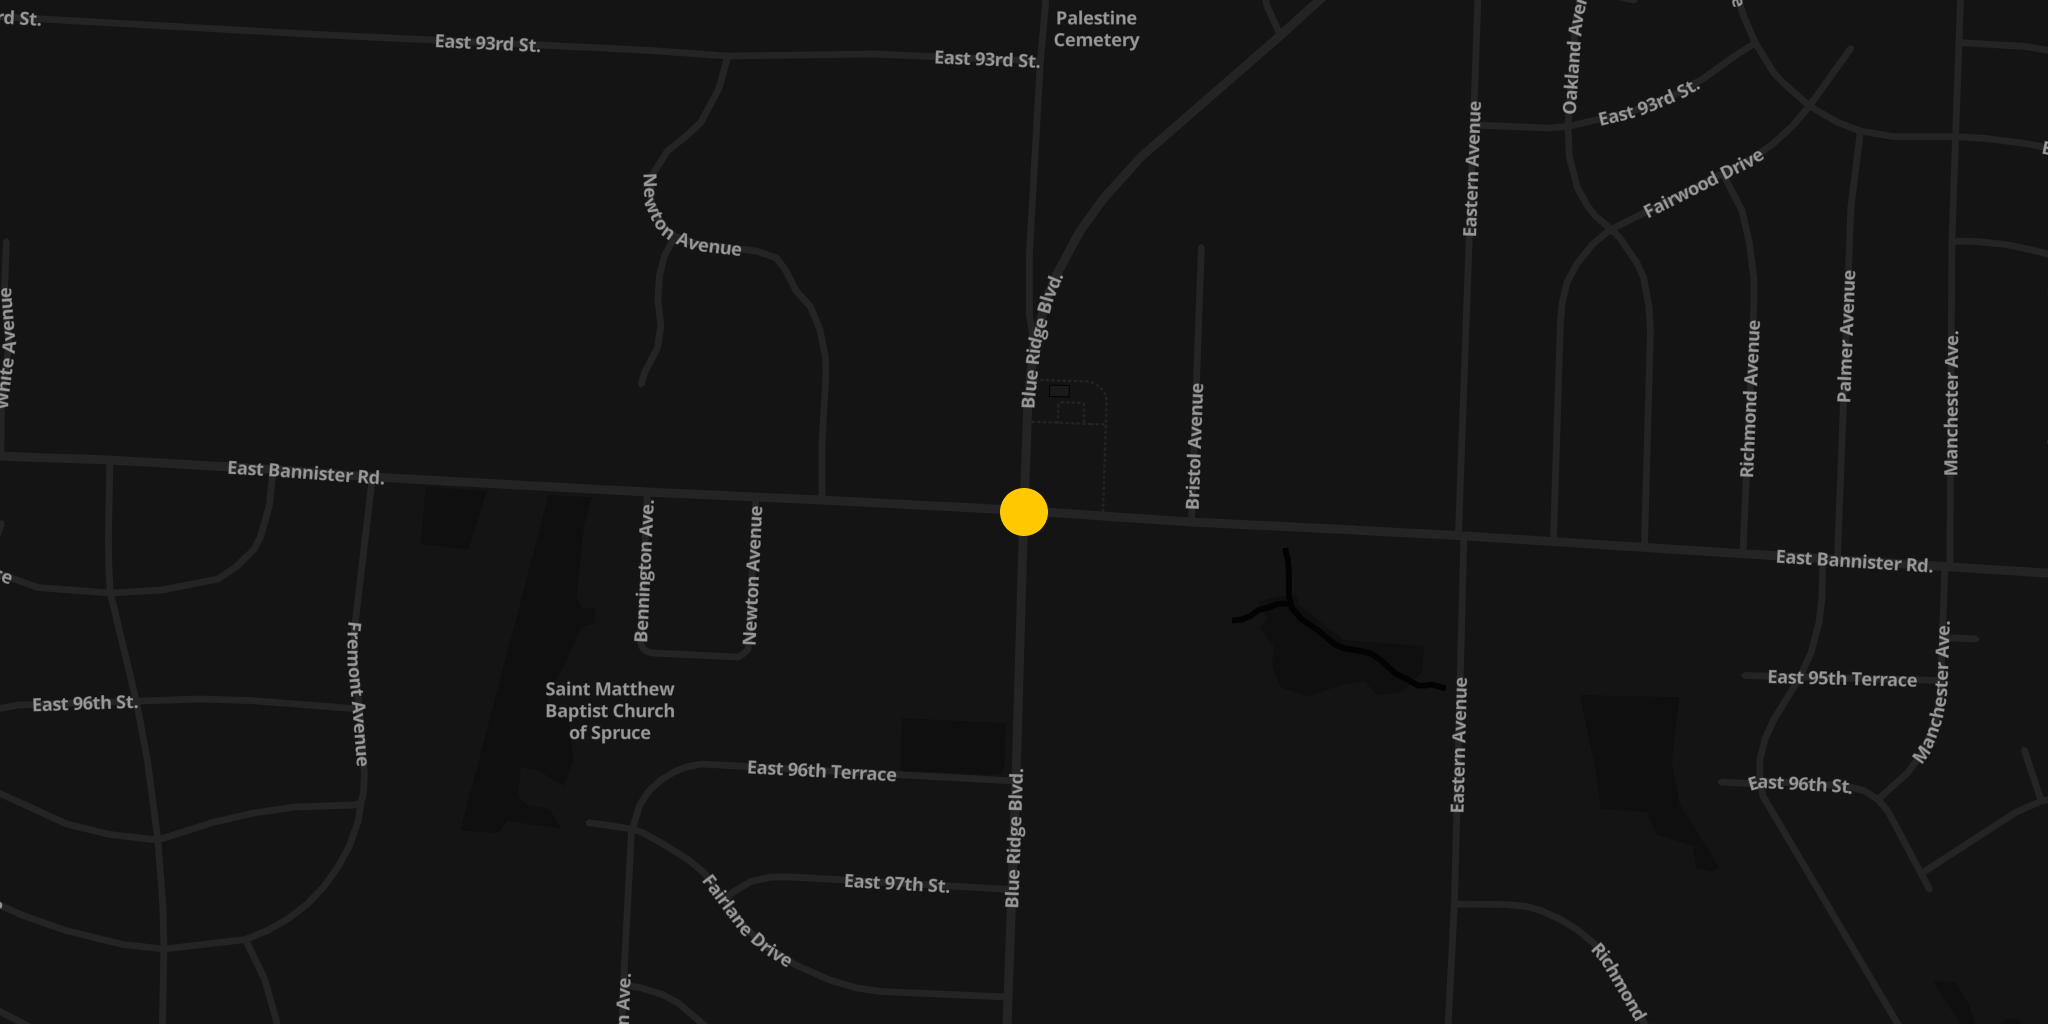 rd St.
East 93rd St.
East 93rd St.
Palestine
Cemetery
Oakland Aven
East 93rd St.
Eastern Avenue
Fairwood Drive
Newton Avenue
Blue Ridge Blvd.
White Avenue
Bristol Avenue
Richmond Avenue
Palmer Avenue
Manchester Ave.
East Bannister Rd.
East Bannister Rd.
Bennington Ave.
Newton Avenue
Fremont Avenue
East 96th St.
Saint Matthew
Baptist Church
of Spruce
East 96th Terrace
Blue Ridge Blvd.
Eastern Avenue
East 95th Terrace
Manchester Ave.
East 96th St.
East 97th St.
Fairlane Drive
n Ave.
Richmond